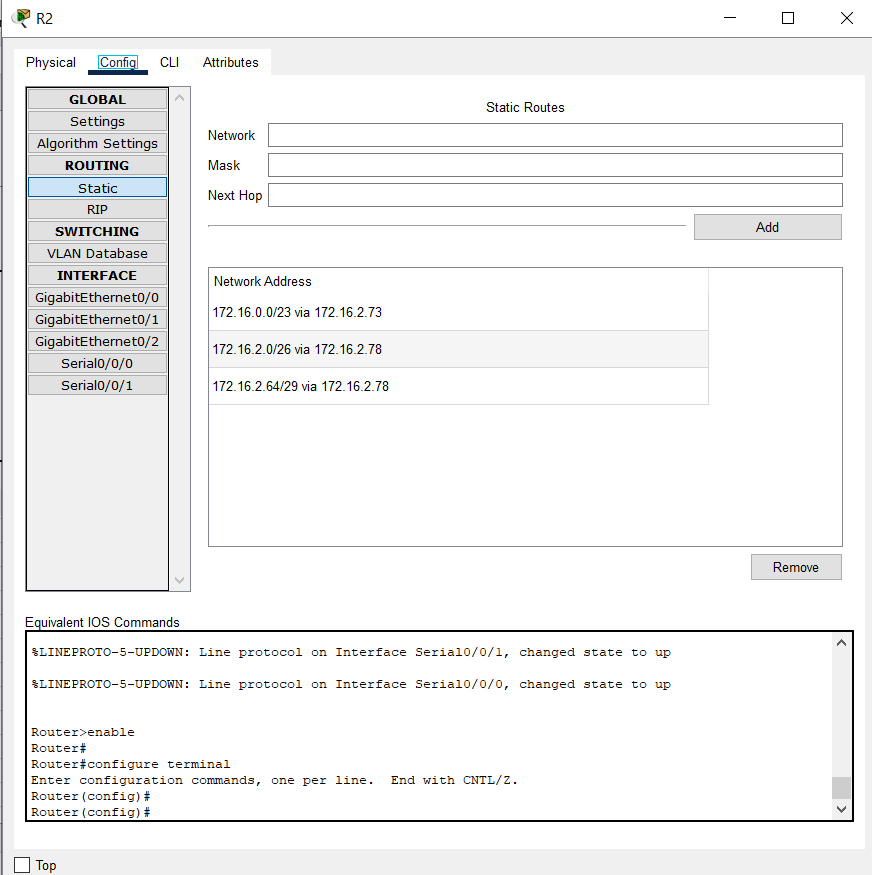 R2
Physical Config CLI Attributes
GLOBAL
Settings
Algorithm Settings
ROUTING
Static
RIP
SWITCHING
VLAN Database
INTERFACE
GigabitEthernet0/0
GigabitEthernet0/1
GigabitEthernet0/2
Serial0/0/0
Serial0/0/1
Static Routes
Network
Mask
Next Hop
Add
Network Address
172.16.0.0/23 via 172.16.2.73
172.16.2.0/26 via 172.16.2.78
172.16.2.64/29 via 172.16.2.78
Remove
Equivalent IOS Commands
%LINEPROTO-5-UPDOWN: Line protocol on Interface Serial0/0/1, changed state to up
%LINEPROTO-5-UPDOWN: Line protocol on Interface Serial0/0/0, changed state to up
Router>enable
Router#
Router#configure terminal
Enter configuration commands, one per line.  End with CNTL/Z.
Router(config)#
Router(config)#
Top